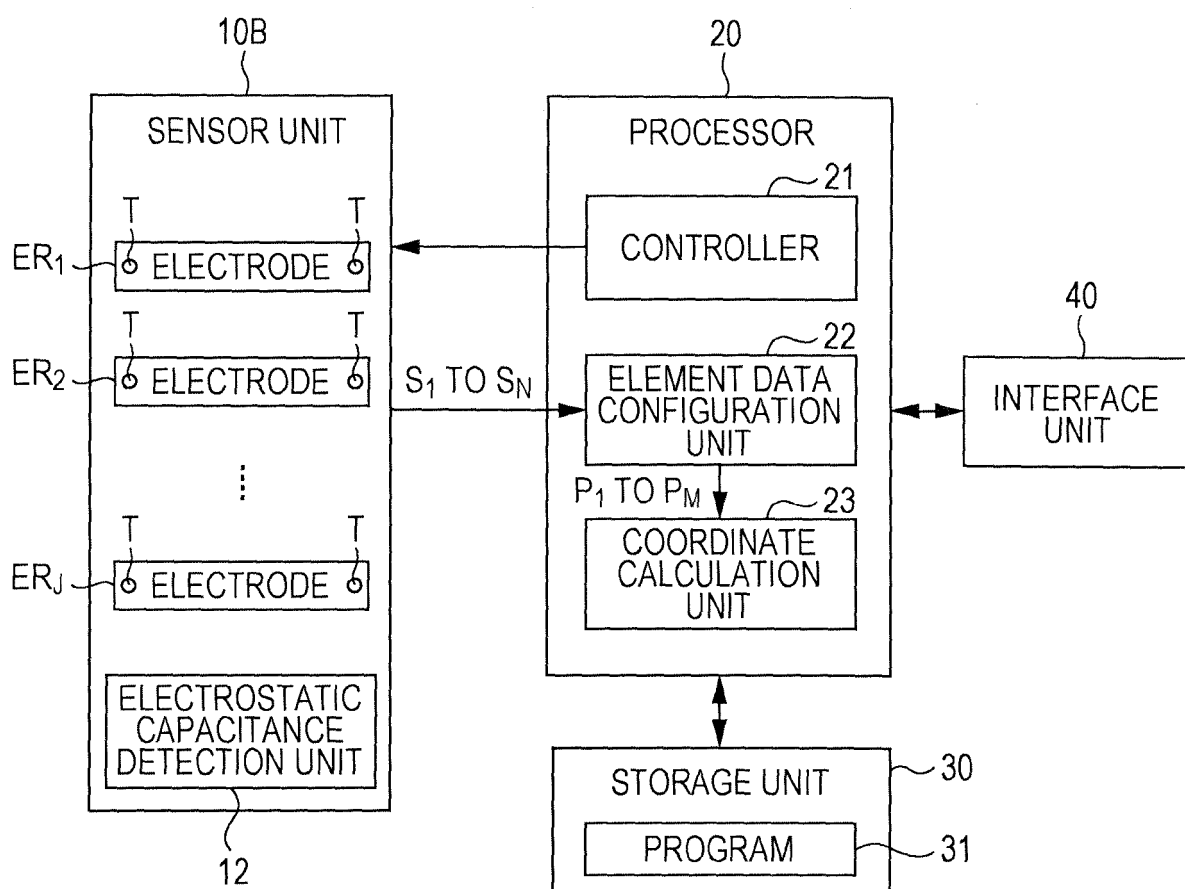 10B
SENSOR UNIT
T T
ER1 ELECTRODE
T T
ER2 ELECTRODE
T T
ERJ ELECTRODE
ELECTROSTATIC
CAPACITANCE
DETECTION UNIT
12
20
PROCESSOR
21
CONTROLLER
S1 TO SN
22
ELEMENT DATA
CONFIGURATION
UNIT
P1 TO PM
23
COORDINATE
CALCULATION
UNIT
40
INTERFACE
UNIT
STORAGE UNIT
30
PROGRAM
31